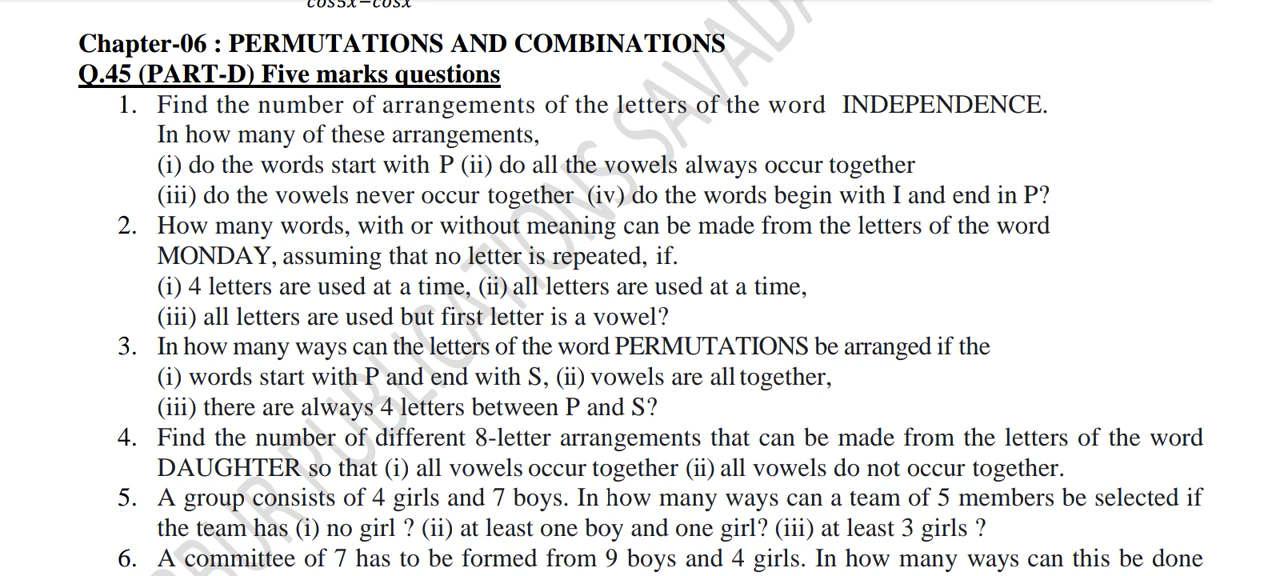 cos5x−cosx
Chapter-06 : PERMUTATIONS AND COMBINATIONS
Q.45 (PART-D) Five marks questions
1. Find the number of arrangements of the letters of the word INDEPENDENCE.
In how many of these arrangements,
(i) do the words start with P (ii) do all the vowels always occur together
(iii) do the vowels never occur together (iv) do the words begin with I and end in P?
2. How many words, with or without meaning can be made from the letters of the word
MONDAY, assuming that no letter is repeated, if.
(i) 4 letters are used at a time, (ii) all letters are used at a time,
(iii) all letters are used but first letter is a vowel?
3. In how many ways can the letters of the word PERMUTATIONS be arranged if the
(i) words start with P and end with S, (ii) vowels are all together,
(iii) there are always 4 letters between P and S?
4. Find the number of different 8-letter arrangements that can be made from the letters of the word
DAUGHTER so that (i) all vowels occur together (ii) all vowels do not occur together.
5. A group consists of 4 girls and 7 boys. In how many ways can a team of 5 members be selected if
the team has (i) no girl ? (ii) at least one boy and one girl? (iii) at least 3 girls ?
6. A committee of 7 has to be formed from 9 boys and 4 girls. In how many ways can this be done
PUBLICATIONS